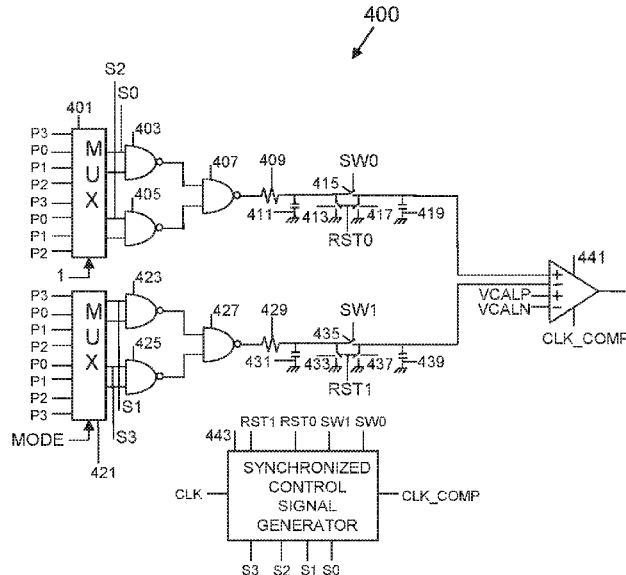 400
S2
S0
401
403
P3
P0
P1
P2
P3
P0
P1
P2
MUX
405
407
409
SW0
415
411
413
417
419
RST0
1
423
P3
P0
P1
P2
P0
P1
P2
P3
MUX
425
427
429
SW1
435
431
433
437
439
RST1
S1
S3
MODE
421
441
+
−
+
−
VCALP
VCALN
CLK_COMP
443
RST1
RST0
SW1
SW0
CLK
SYNCHRONIZED
CONTROL
SIGNAL
GENERATOR
CLK_COMP
S3
S2
S1
S0